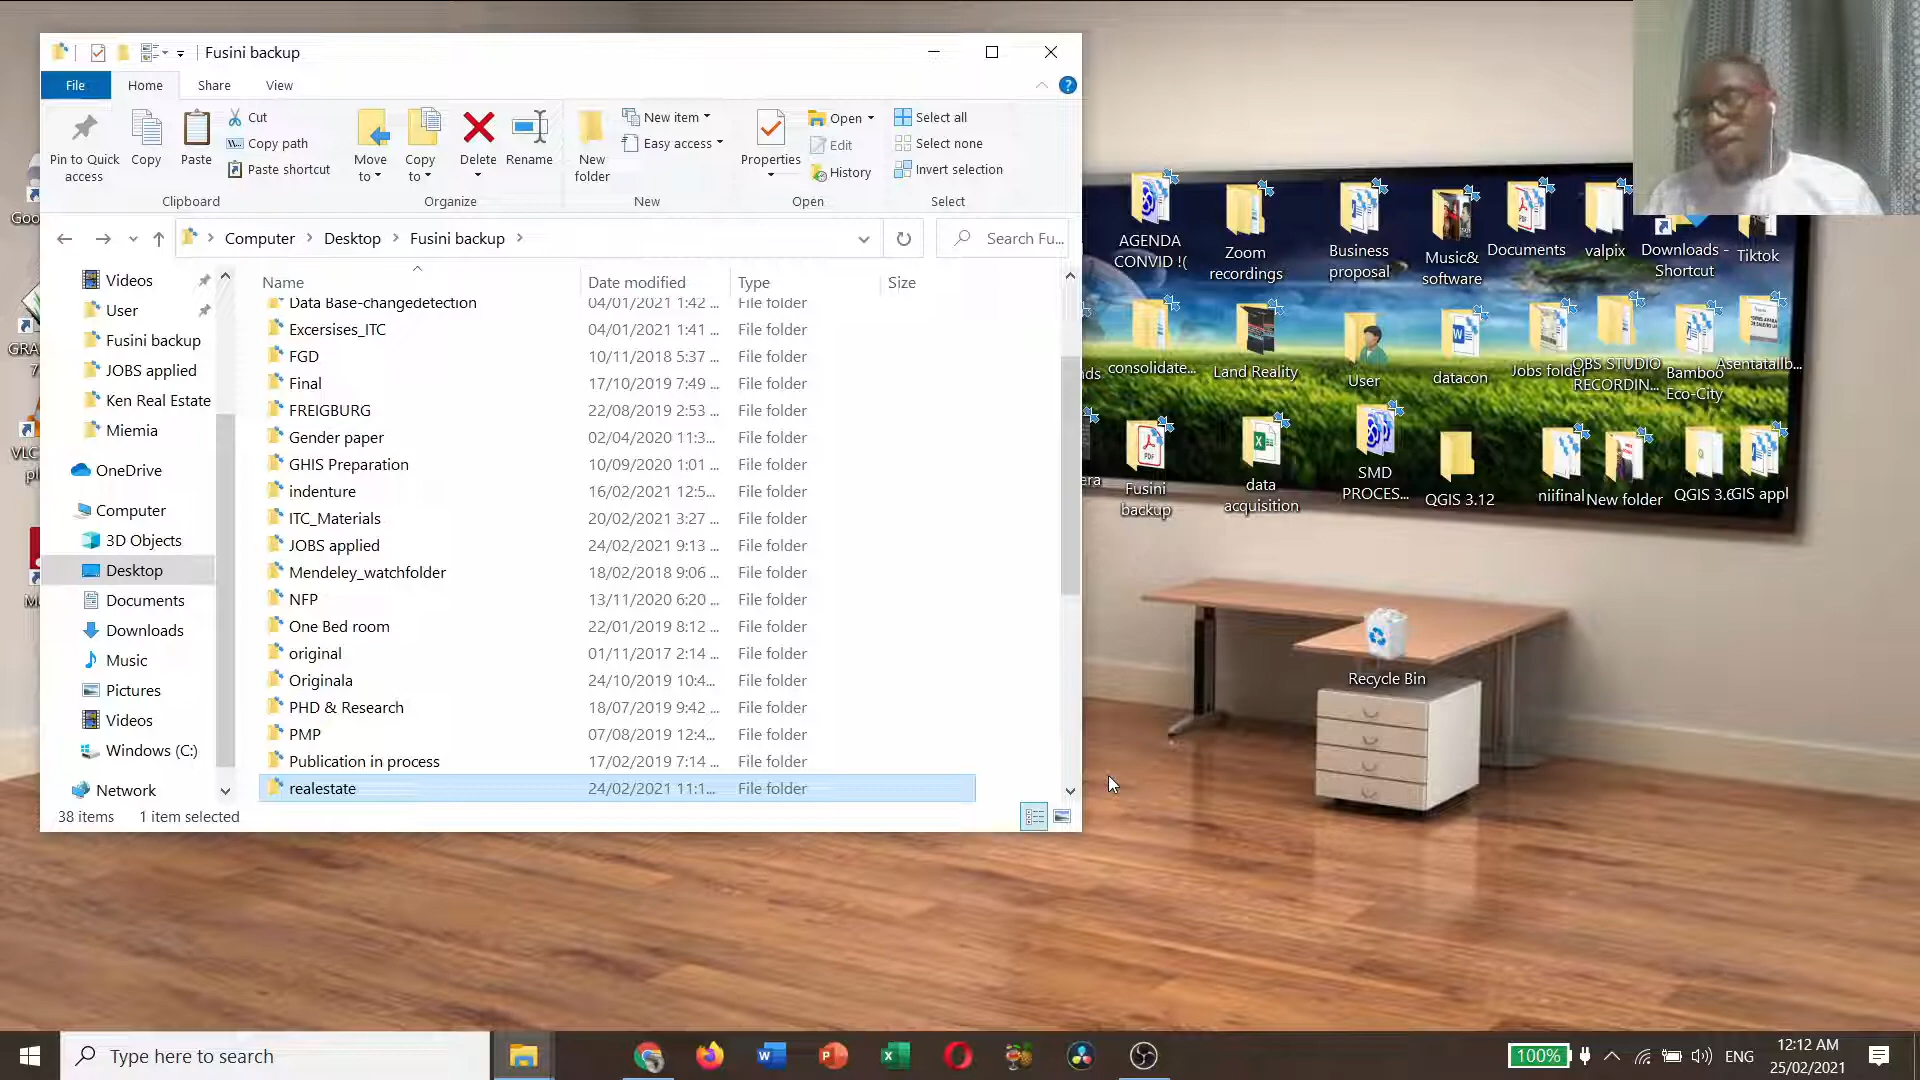 Fusini backup
File
Home
Share
View
Pin to Quick access
Copy
Paste
Cut
Copy path
Paste shortcut
Clipboard
Move to
Copy to
Delete
Rename
Organize
New folder
New item
Easy access
New
Properties
Open
Edit
History
Open
Select all
Select none
Invert selection
Select
Computer
Desktop
Fusini backup
Search Fu...
Videos
User
Fusini backup
JOBS applied
Ken Real Estate
Miemia
OneDrive
Computer
3D Objects
Desktop
Documents
Downloads
Music
Pictures
Videos
Windows (C:)
Network
Name Date modified Type Size
Data Base-changedetection 04/01/2021 1:42 ... File folder
Excersises_ITC 04/01/2021 1:41 ... File folder
FGD 10/11/2018 5:37 ... File folder
Final 17/10/2019 7:49 ... File folder
FREIGBURG 22/08/2019 2:53 ... File folder
Gender paper 02/04/2020 11:3... File folder
GHIS Preparation 10/09/2020 1:01 ... File folder
indenture 16/02/2021 12:5... File folder
ITC_Materials 20/02/2021 3:27 ... File folder
JOBS applied 24/02/2021 9:13 ... File folder
Mendeley_watchfolder 18/02/2018 9:06 ... File folder
NFP 13/11/2020 6:20 ... File folder
One Bed room 22/01/2019 8:12 ... File folder
original 01/11/2017 2:14 ... File folder
Originala 24/10/2019 10:4... File folder
PHD & Research 18/07/2019 9:42 ... File folder
PMP 07/08/2019 12:4... File folder
Publication in process 17/02/2019 7:14 ... File folder
realestate 24/02/2021 11:1... File folder
38 items 1 item selected
AGENDA
CONVID !(
Zoom
recordings
Business
proposal
Music&
software
Documents
valpix
Downloads -
Shortcut
Tiktok
consolidate...
Land Reality
User
datacon
Jobs folder
OBS STUDIO
RECORDIN...
Bamboo
Eco-City
Asentatallb...
Fusini
backup
data
acquisition
SMD
PROCES...
QGIS 3.12
niifinal
New folder
QGIS 3.6
GIS appl
Recycle Bin
Type here to search
100%
ENG
12:12 AM
25/02/2021